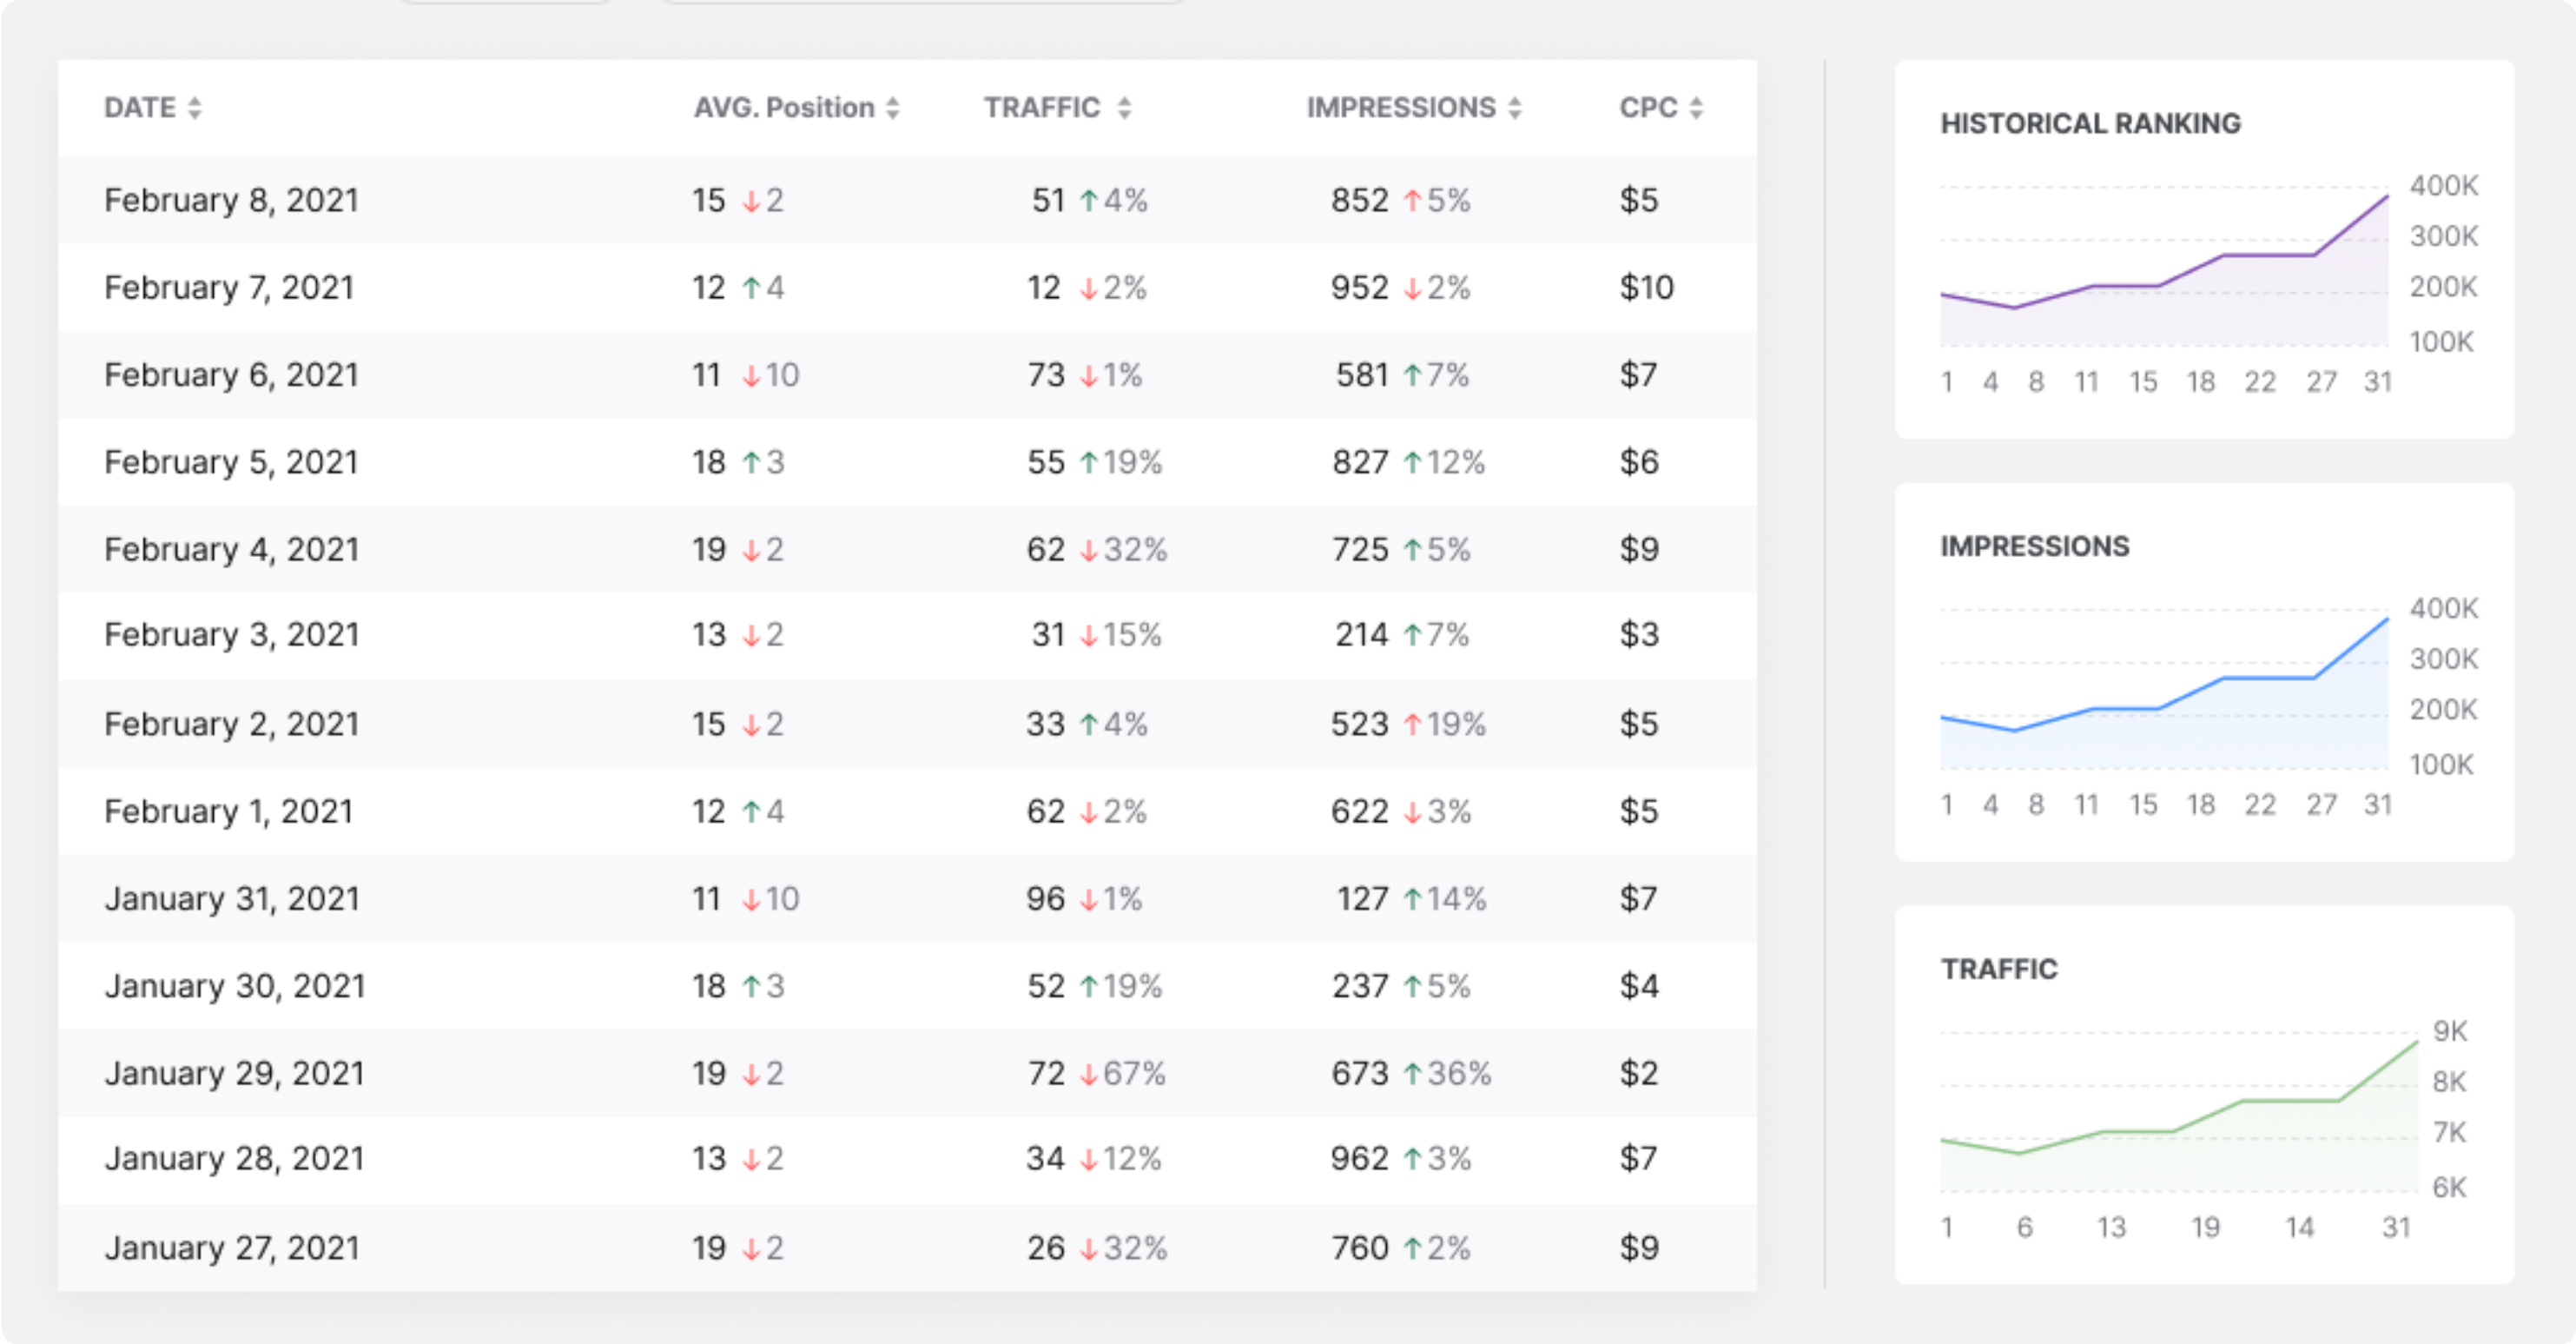 DATE AVG. Position TRAFFIC IMPRESSIONS CPC
February 8, 2021 15 ↓2 51 ↑4% 852 ↑5% $5
February 7, 2021 12 ↑4 12 ↓2% 952 ↓2% $10
February 6, 2021 11 ↓10 73 ↓1% 581 ↑7% $7
February 5, 2021 18 ↑3 55 ↑19% 827 ↑12% $6
February 4, 2021 19 ↓2 62 ↓32% 725 ↑5% $9
February 3, 2021 13 ↓2 31 ↓15% 214 ↑7% $3
February 2, 2021 15 ↓2 33 ↑4% 523 ↑19% $5
February 1, 2021 12 ↑4 62 ↓2% 622 ↓3% $5
January 31, 2021 11 ↓10 96 ↓1% 127 ↑14% $7
January 30, 2021 18 ↑3 52 ↑19% 237 ↑5% $4
January 29, 2021 19 ↓2 72 ↓67% 673 ↑36% $2
January 28, 2021 13 ↓2 34 ↓12% 962 ↑3% $7
January 27, 2021 19 ↓2 26 ↓32% 760 ↑2% $9
HISTORICAL RANKING
400K
300K
200K
100K
1 4 8 11 15 18 22 27 31
IMPRESSIONS
400K
300K
200K
100K
1 4 8 11 15 18 22 27 31
TRAFFIC
9K
8K
7K
6K
1 6 13 19 14 31